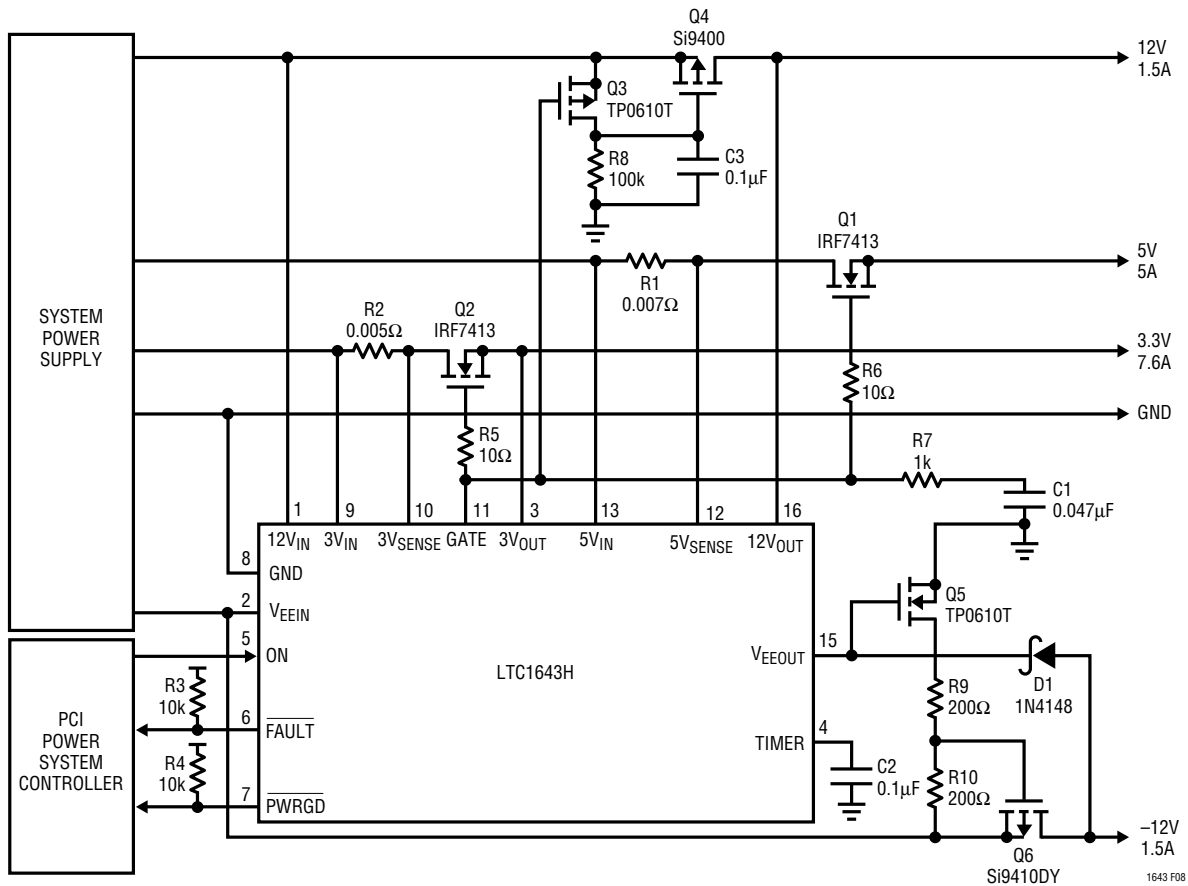 Q4
Si9400
12V
1.5A
Q3
TP0610T
R8
100k
C3
0.1µF
Q1
IRF7413
5V
5A
R1
0.007Ω
SYSTEM
POWER
SUPPLY
R2
0.005Ω
Q2
IRF7413
3.3V
7.6A
R6
10Ω
GND
R5
10Ω
R7
1k
C1
0.047µF
1
9
10
11
3
13
12
16
12VIN
3VIN
3VSENSE
GATE
3VOUT
5VIN
5VSENSE
12VOUT
8
GND
2
VEEIN
5
ON
LTC1643H
15
VEEOUT
Q5
TP0610T
D1
1N4148
R9
200Ω
R10
200Ω
PCI
POWER
SYSTEM
CONTROLLER
R3
10k
6
FAULT
R4
10k
7
PWRGD
4
TIMER
C2
0.1µF
–12V
1.5A
Q6
Si9410DY
1643 F08